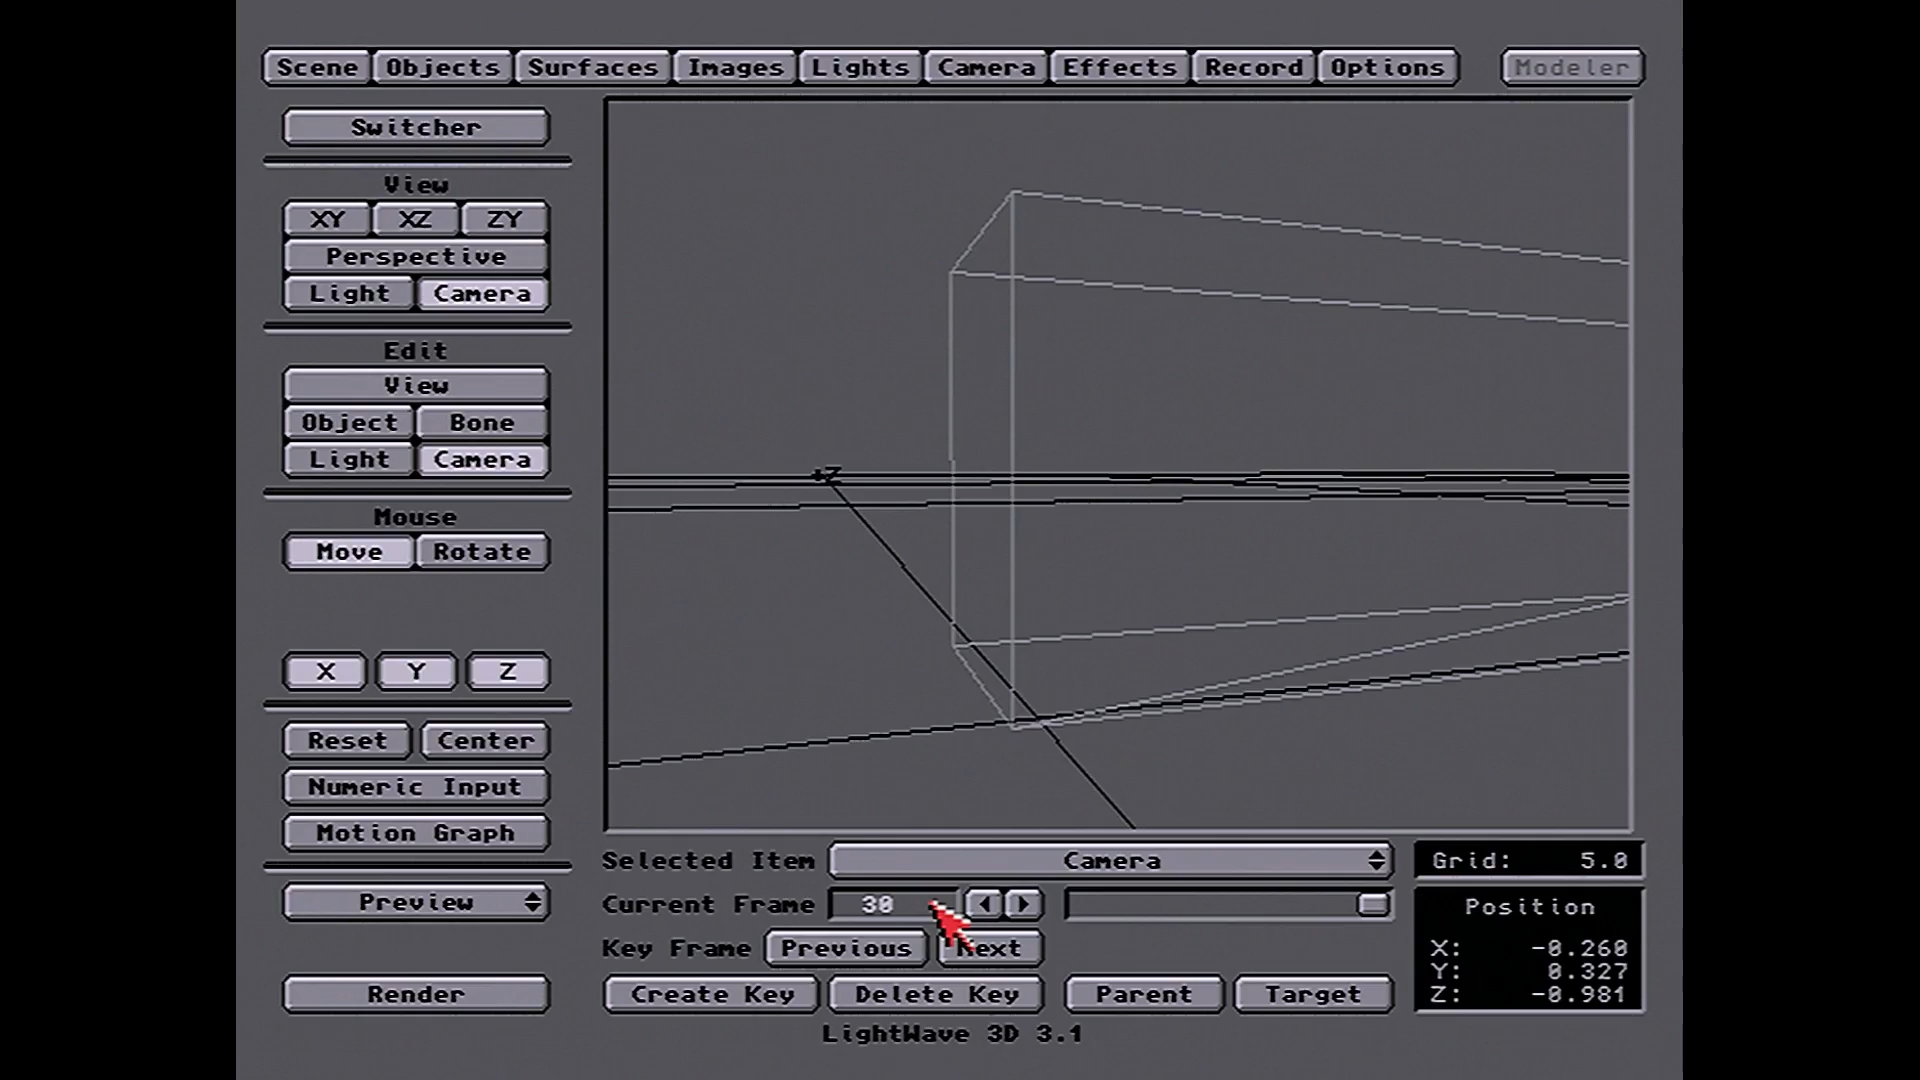 Scene Objects Surfaces Images Lights Camera Effects Record Options Modeler
Switcher
View
XY XZ ZY
Perspective
Light Camera
Edit
View
Object Bone
Light Camera
Mouse
Move Rotate
X Y Z
Reset Center
Numeric Input
Motion Graph
Preview
Render
+Z
Selected Item Camera
Current Frame 30
Key Frame Previous Next
Create Key Delete Key Parent Target
Grid: 5.0
Position
X: -0.260
Y: 0.327
Z: -0.981
LightWave 3D 3.1